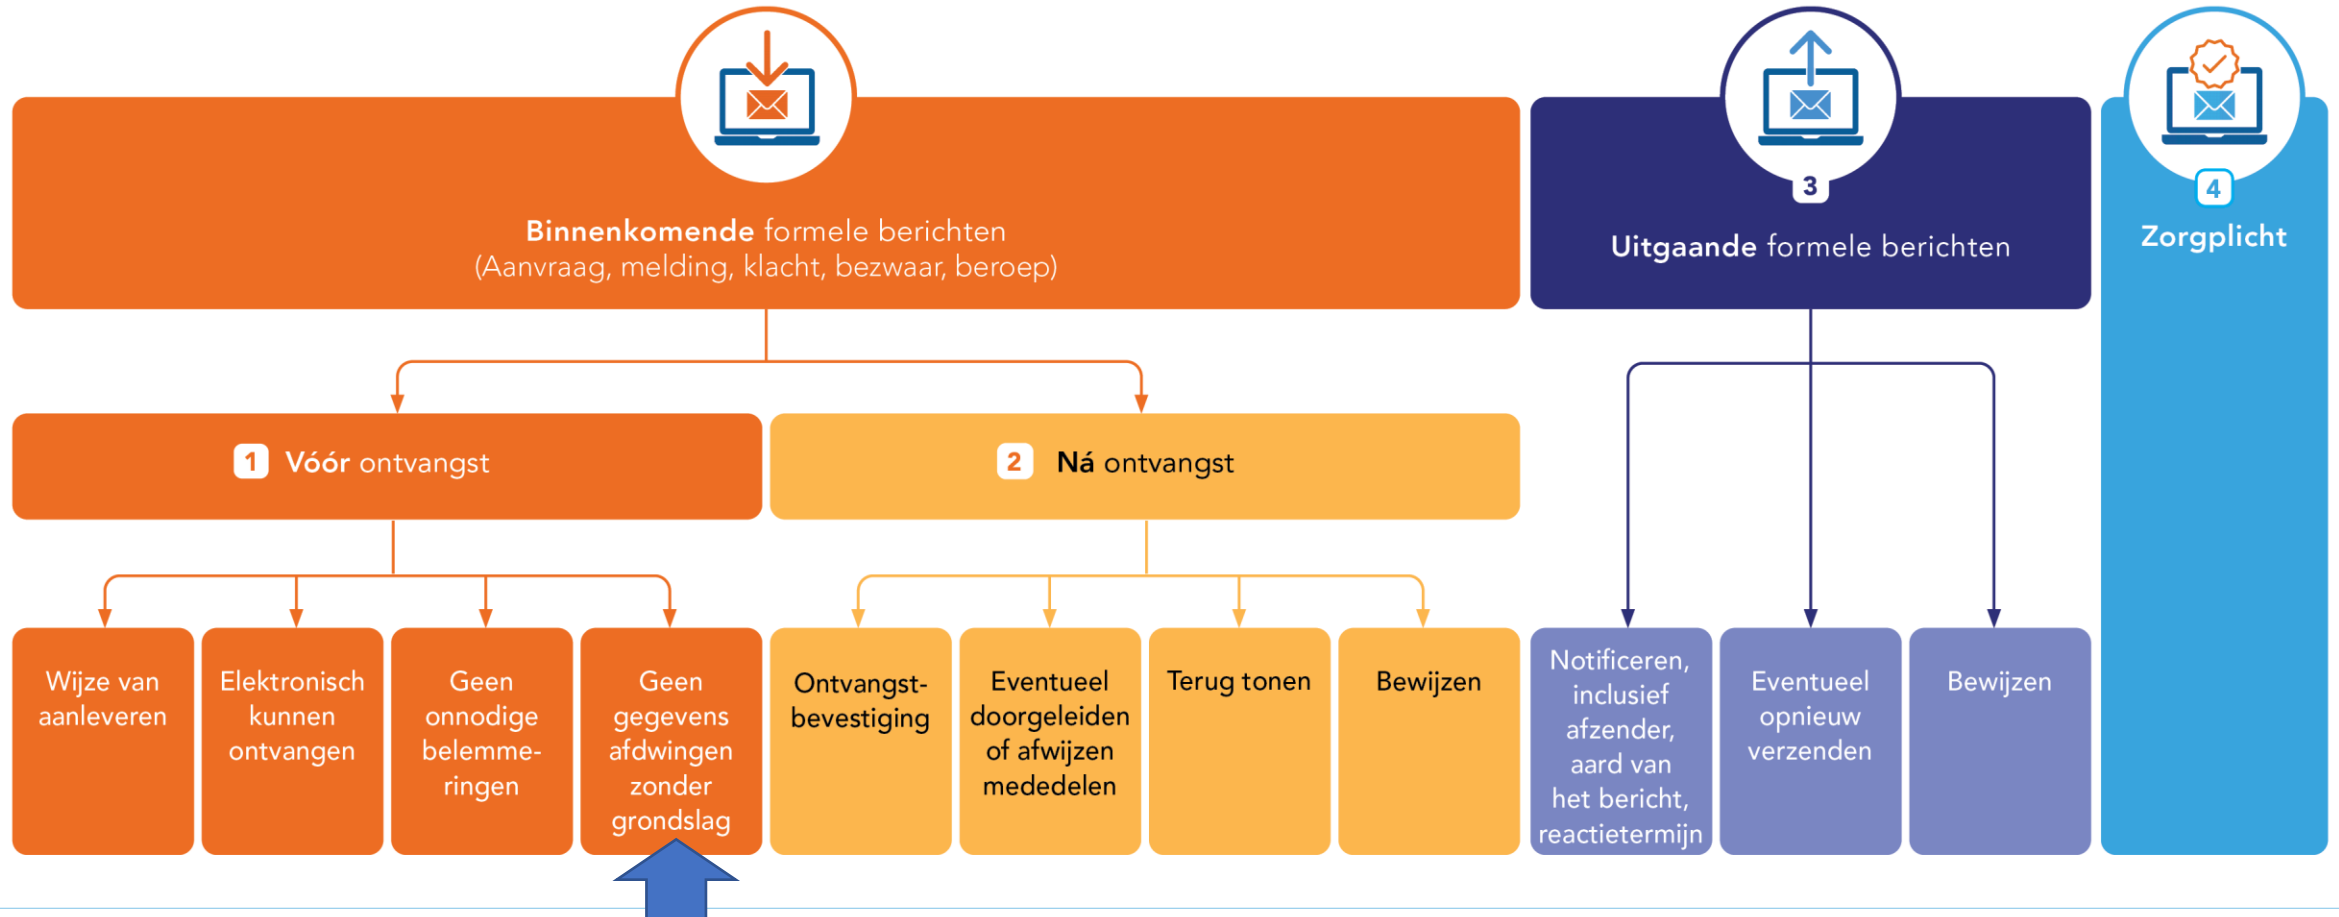 Binnenkomende formele berichten
(Aanvraag, melding, klacht, bezwaar, beroep)
3
Uitgaande formele berichten
4
Zorgplicht
1 Vóór ontvangst
2 Ná ontvangst
Wijze van
aanleveren
Elektronisch
kunnen
ontvangen
Geen
onnodige
belemme-
ringen
Geen
gegevens
afdwingen
zonder
grondslag
Ontvangst-
bevestiging
Eventueel
doorgeleiden
of afwijzen
mededelen
Terug tonen
Bewijzen
Notificeren,
inclusief
afzender,
aard van
het bericht,
reactietermijn
Eventueel
opnieuw
verzenden
Bewijzen